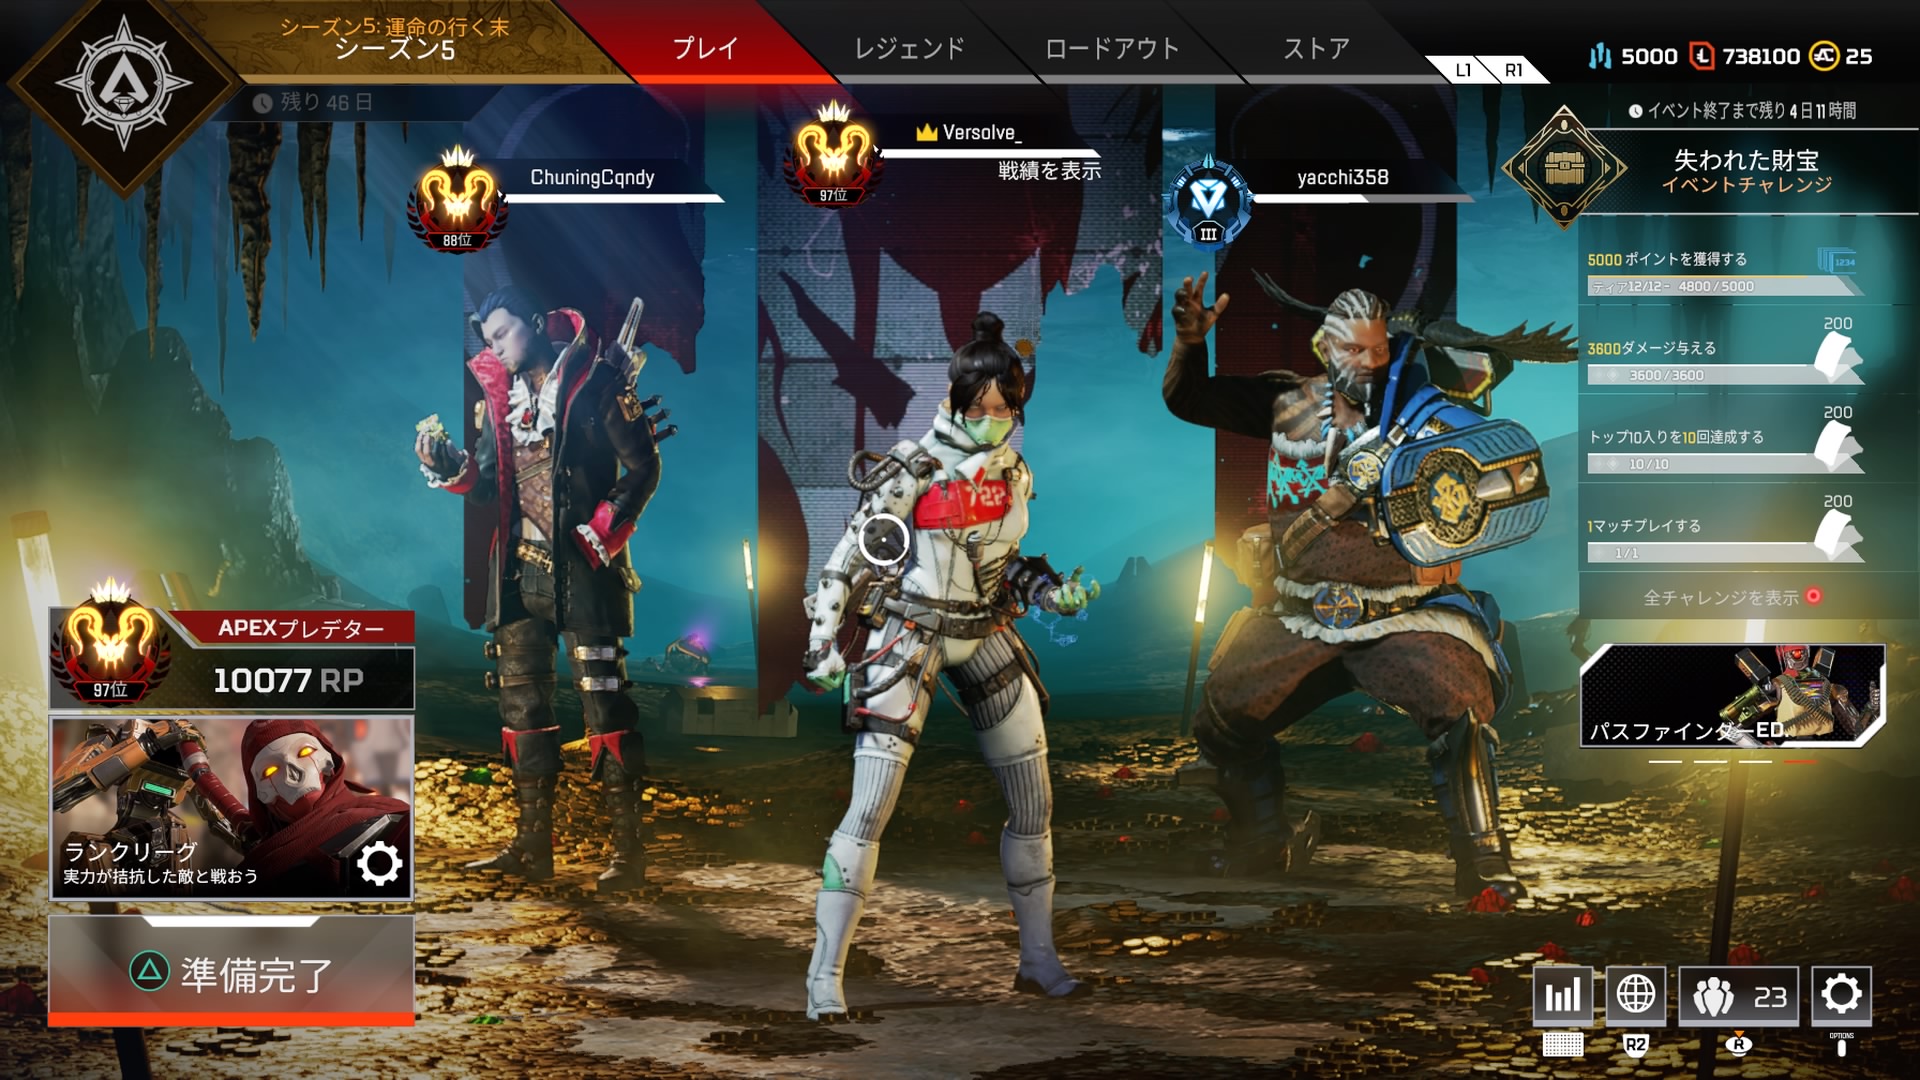 シーズン5: 運命の行く末
シーズン5
残り 46 日
プレイ
レジェンド
ロードアウト
ストア
L1
R1
5000
738100
25
ChuningCqndy
88位
Versolve_
戦績を表示
97位
yacchi358
III
イベント終了まで残り 4 日 11 時間
失われた財宝
イベントチャレンジ
5000 ポイントを獲得する
1234
ティア12/12 - 4800/5000
200
3600ダメージ与える
3600/3600
200
トップ10入りを10回達成する
10/10
200
1マッチプレイする
1/1
全チャレンジを表示
パスファインダーED
722
APEXプレデター
97位
10077 RP
ランクリーグ
実力が拮抗した敵と戦おう
準備完了
23
R2
R
OPTIONS